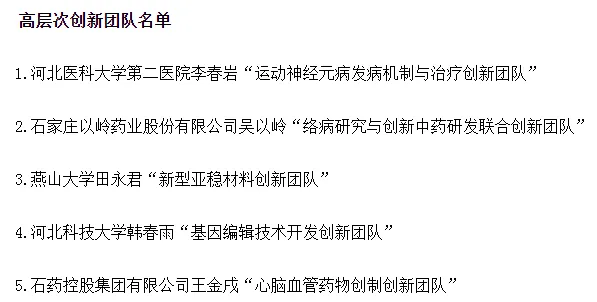 高层次创新团队名单
1.河北医科大学第二医院李春岩“运动神经元病发病机制与治疗创新团队”
2.石家庄以岭药业股份有限公司吴以岭“络病研究与创新中药研发联合创新团队”
3.燕山大学田永君“新型亚稳材料创新团队”
4.河北科技大学韩春雨“基因编辑技术开发创新团队”
5.石药控股集团有限公司王金戌“心脑血管药物创制创新团队”